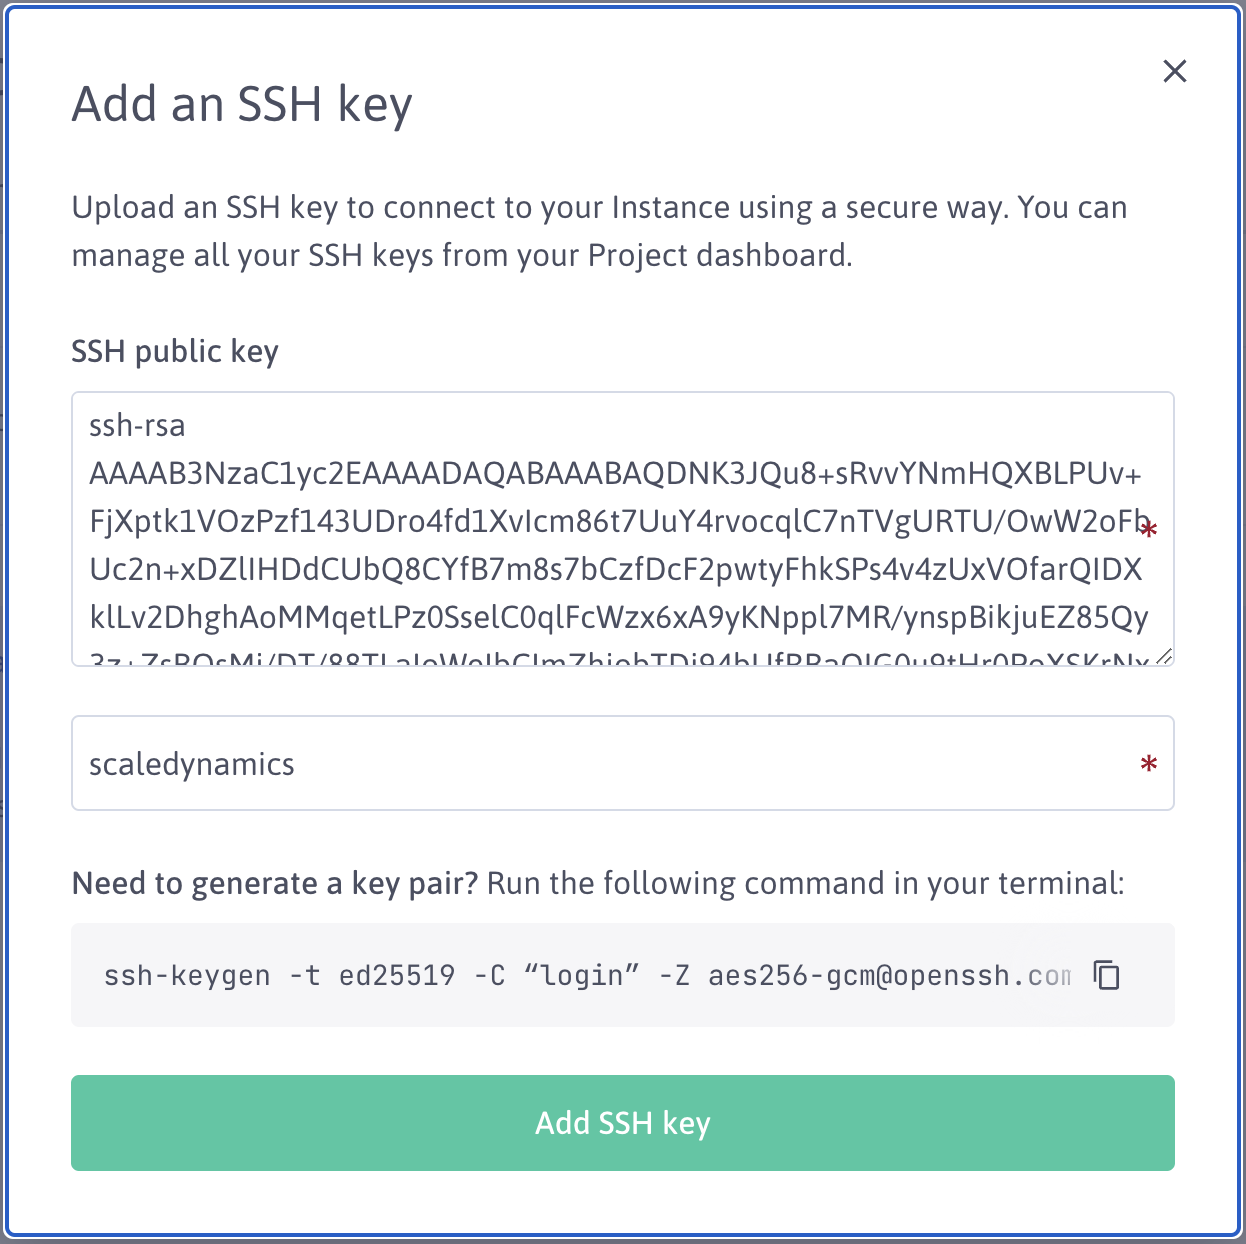 Add an SSH key
Upload an SSH key to connect to your Instance using a secure way. You can
manage all your SSH keys from your Project dashboard.
SSH public key
ssh-rsa
AAAAB3NzaC1yc2EAAAADAQABAAABAQDNK3JQu8+sRvvYNmHQXBLPUv+
FjXptk1VOzPzf143UDro4fd1XvIcm86t7UuY4rvocqlC7nTVgURTU/OwW2oFb
*
Uc2n+xDZlIHDdCUbQ8CYfB7m8s7bCzfDcF2pwtyFhkSPs4v4zUxVOfarQIDX
klLv2DhghAoMMqetLPz0SselC0qlFcWzx6xA9yKNppl7MR/ynspBikjuEZ85Qy
scaledynamics *
Need to generate a key pair? Run the following command in your terminal:
ssh-keygen -t ed25519 -C “login” -Z aes256-gcm@openssh.com
Add SSH key